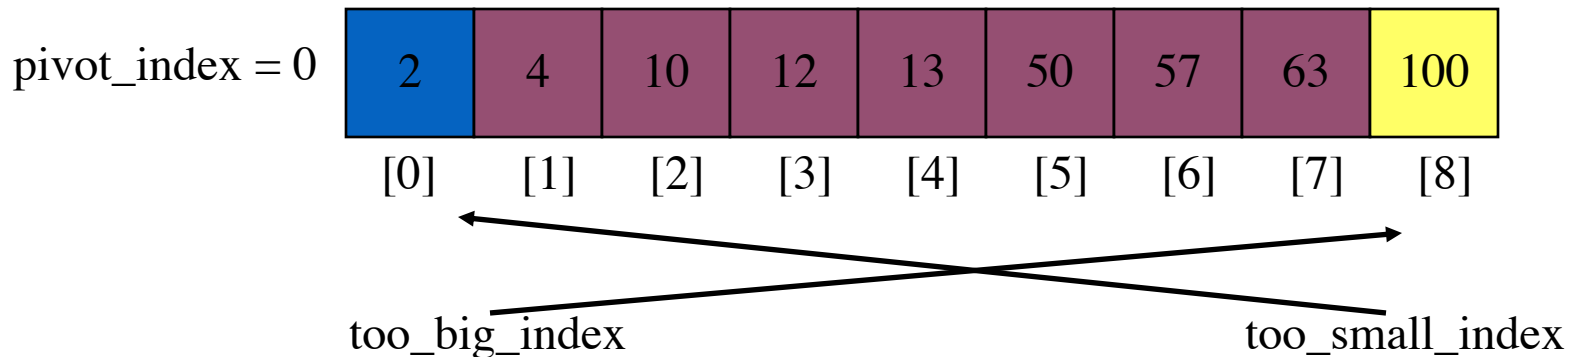 pivot_index = 0 2 4 10 12 13 50 57 63 100
[0] [1] [2] [3] [4] [5] [6] [7] [8]
too_big_index too_small_index